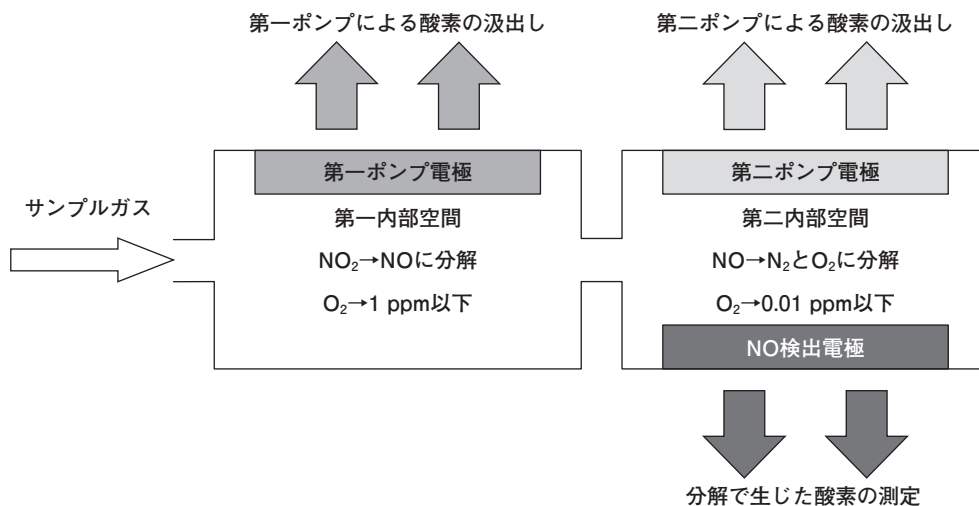 第一ポンプによる酸素の汲出し
第二ポンプによる酸素の汲出し
第一ポンプ電極
第二ポンプ電極
サンプルガス
第一内部空間
NO₂→NOに分解
O₂→1 ppm以下
第二内部空間
NO→N₂とO₂に分解
O₂→0.01 ppm以下
NO検出電極
分解で生じた酸素の測定